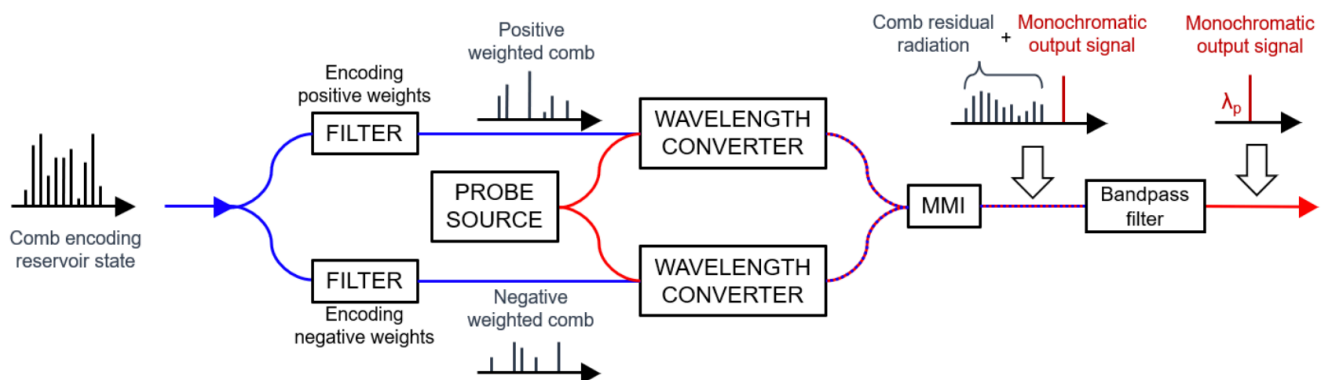 Comb encoding
reservoir state
Encoding
positive weights
FILTER
Positive
weighted comb
PROBE
SOURCE
FILTER
Encoding
negative weights
Negative
weighted comb
WAVELENGTH
CONVERTER
WAVELENGTH
CONVERTER
MMI
Comb residual
radiation
+
Monochromatic
output signal
Bandpass
filter
Monochromatic
output signal
λp